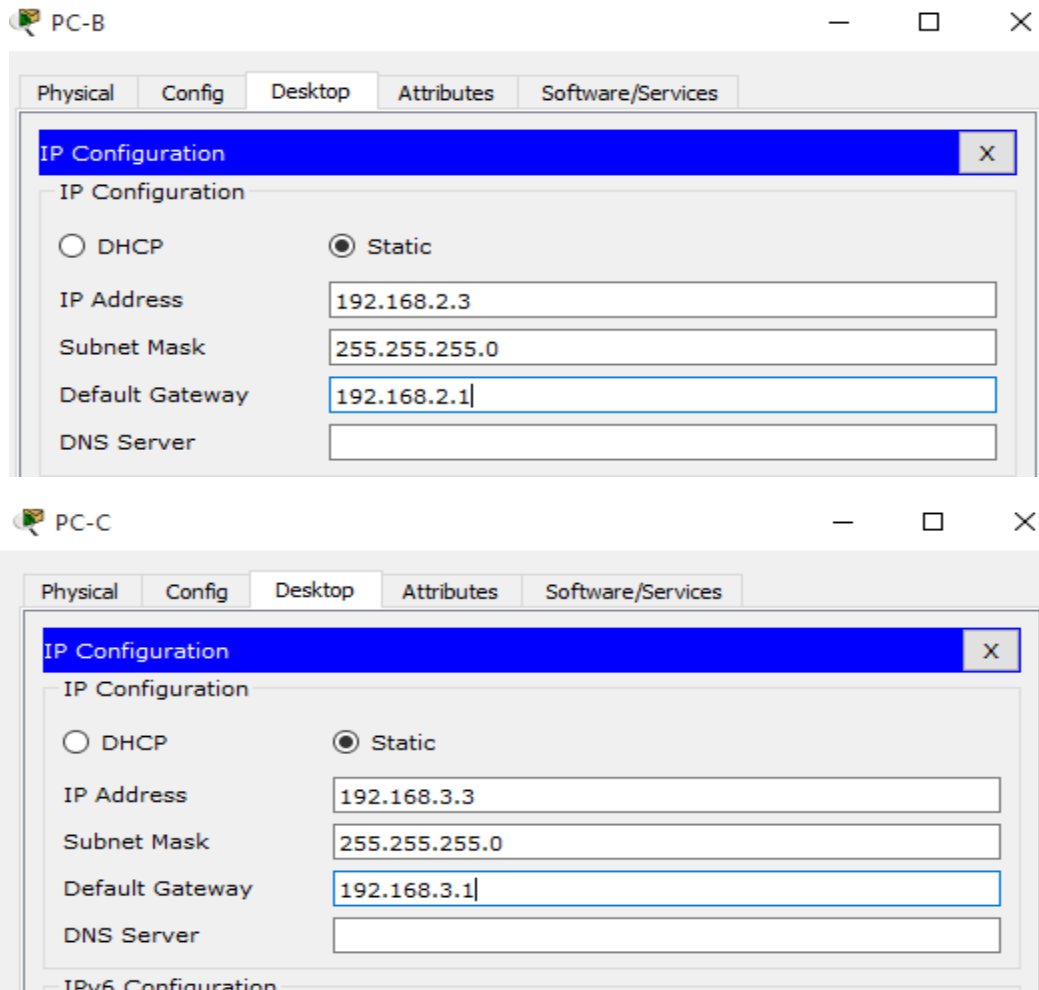 PC-B
Physical Config Desktop Attributes Software/Services
IP Configuration X
IP Configuration
DHCP Static
IP Address 192.168.2.3
Subnet Mask 255.255.255.0
Default Gateway 192.168.2.1
DNS Server
PC-C
Physical Config Desktop Attributes Software/Services
IP Configuration X
IP Configuration
DHCP Static
IP Address 192.168.3.3
Subnet Mask 255.255.255.0
Default Gateway 192.168.3.1
DNS Server
IPv6 Configuration